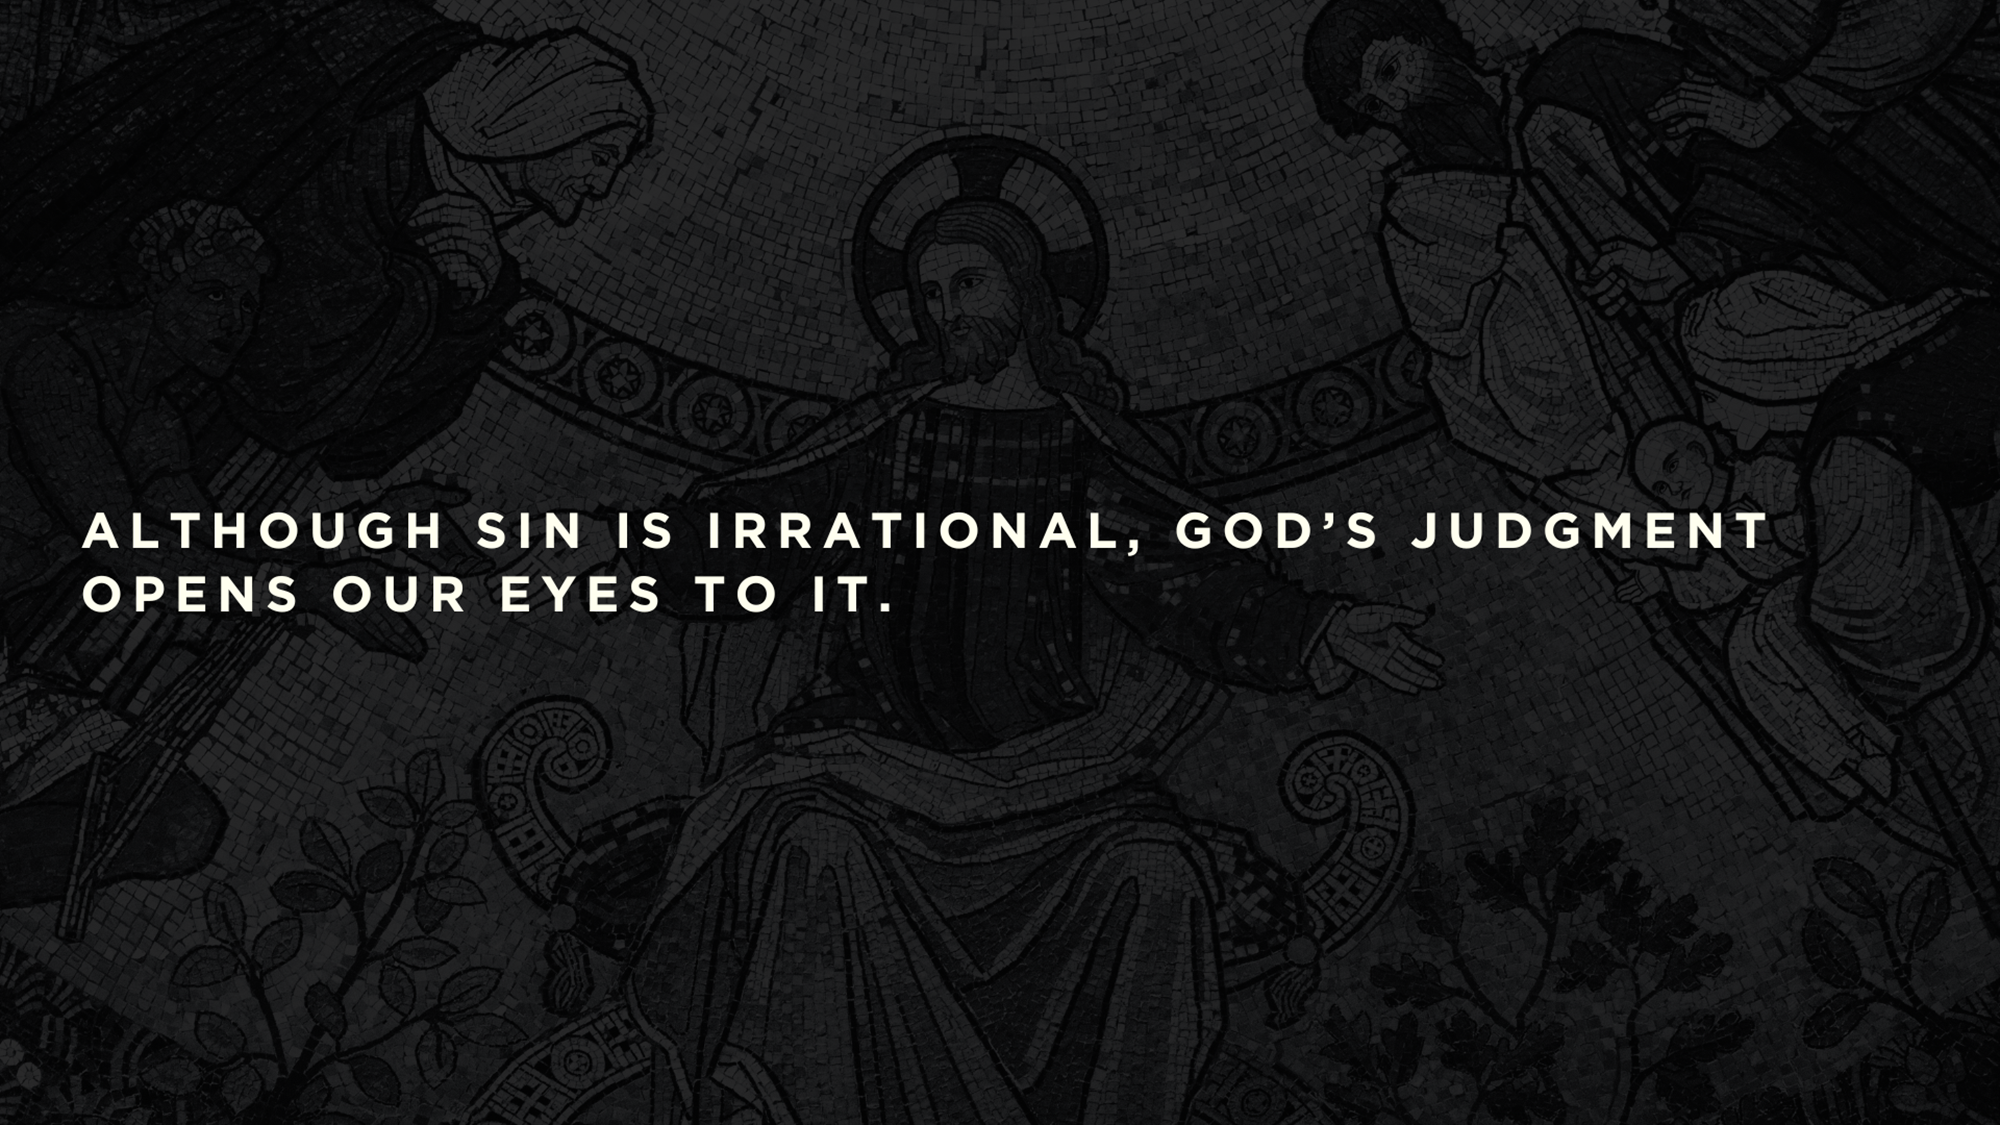 ALTHOUGH SIN IS IRRATIONAL, GOD’S JUDGMENT
OPENS OUR EYES TO IT.